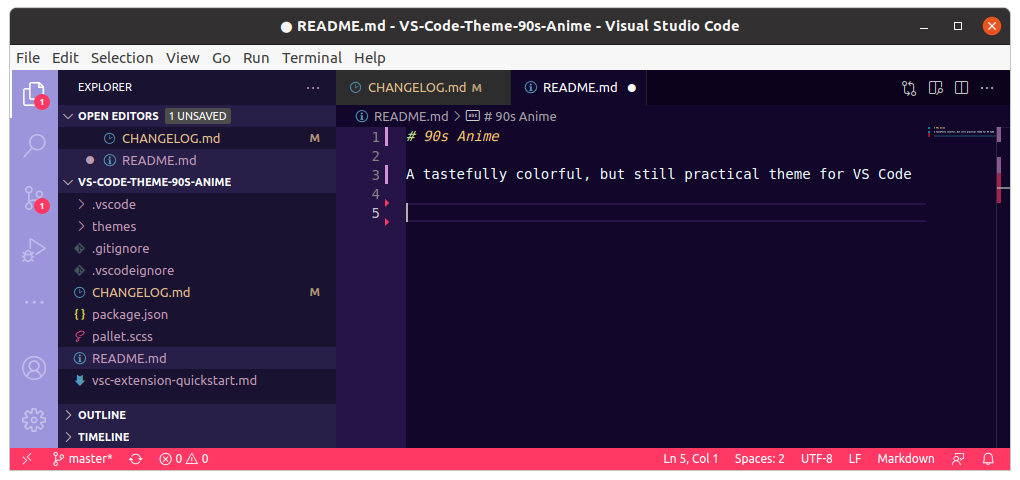 ● README.md - VS-Code-Theme-90s-Anime - Visual Studio Code
File Edit Selection View Go Run Terminal Help
1
1
EXPLORER
OPEN EDITORS 1 UNSAVED
CHANGELOG.md M
README.md
VS-CODE-THEME-90S-ANIME
.vscode
themes
.gitignore
.vscodeignore
CHANGELOG.md M
{} package.json
pallet.scss
README.md
vsc-extension-quickstart.md
OUTLINE
TIMELINE
CHANGELOG.md M README.md ●
README.md > # 90s Anime
1 # 90s Anime
2
3 A tastefully colorful, but still practical theme for VS Code
4
5
master* 0 0 Ln 5, Col 1 Spaces: 2 UTF-8 LF Markdown